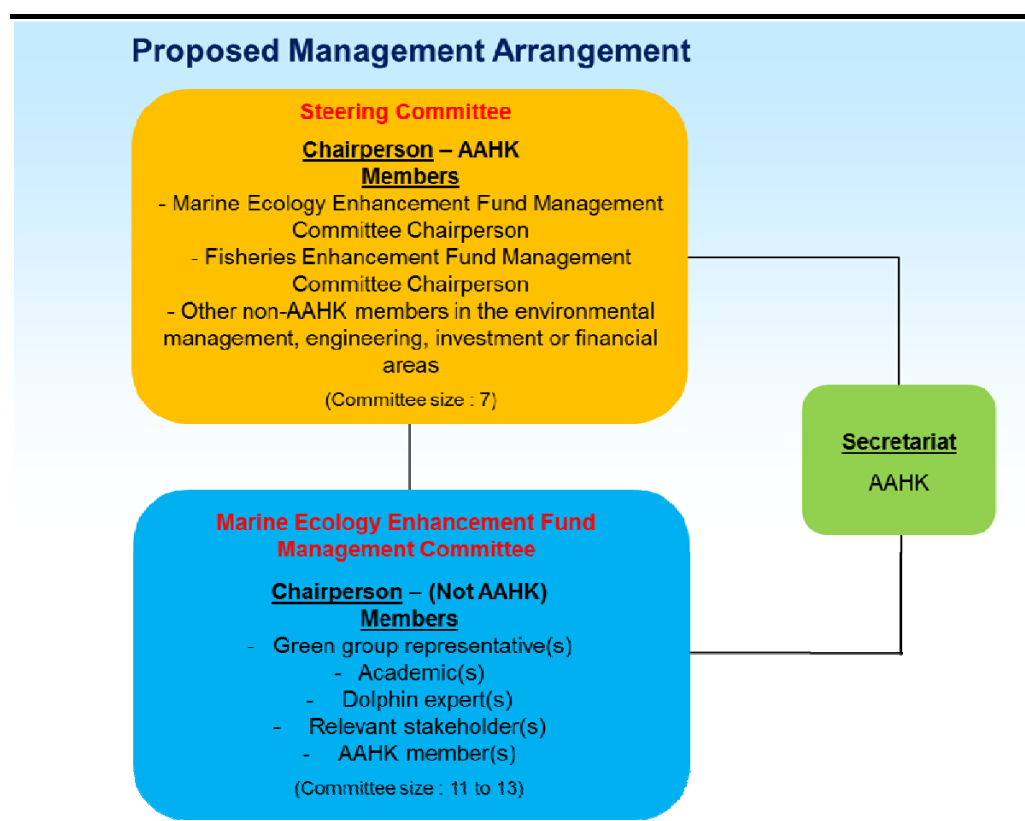 Proposed Management Arrangement
Steering Committee
Chairperson – AAHK
Members
- Marine Ecology Enhancement Fund Management
Committee Chairperson
- Fisheries Enhancement Fund Management
Committee Chairperson
- Other non-AAHK members in the environmental
management, engineering, investment or financial
areas
(Committee size : 7)
Secretariat
AAHK
Marine Ecology Enhancement Fund
Management Committee
Chairperson – (Not AAHK)
Members
- Green group representative(s)
- Academic(s)
- Dolphin expert(s)
- Relevant stakeholder(s)
- AAHK member(s)
(Committee size : 11 to 13)